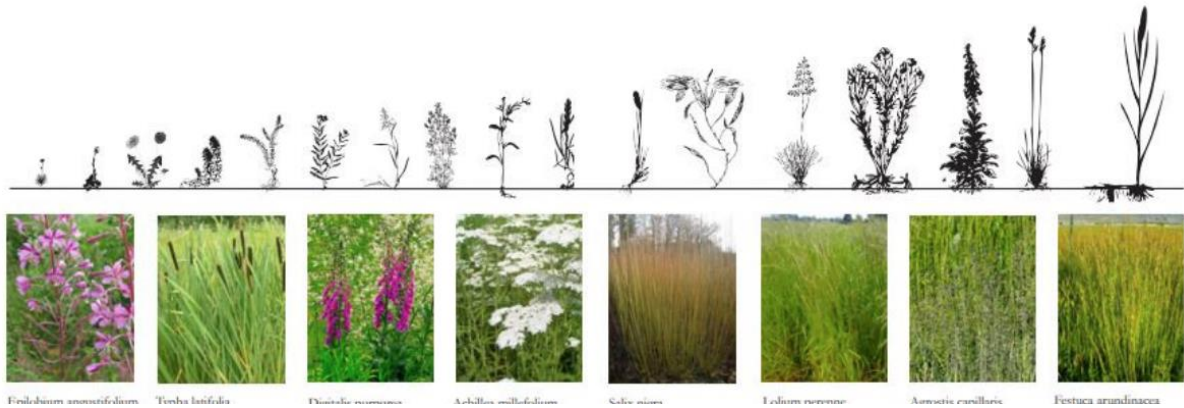 Epilobium angustifolium
Typha latifolia
Digitalis purpurea
Achillea millefolium
Salix nigra
Lolium perenne
Agrostis capillaris
Festuca arundinacea